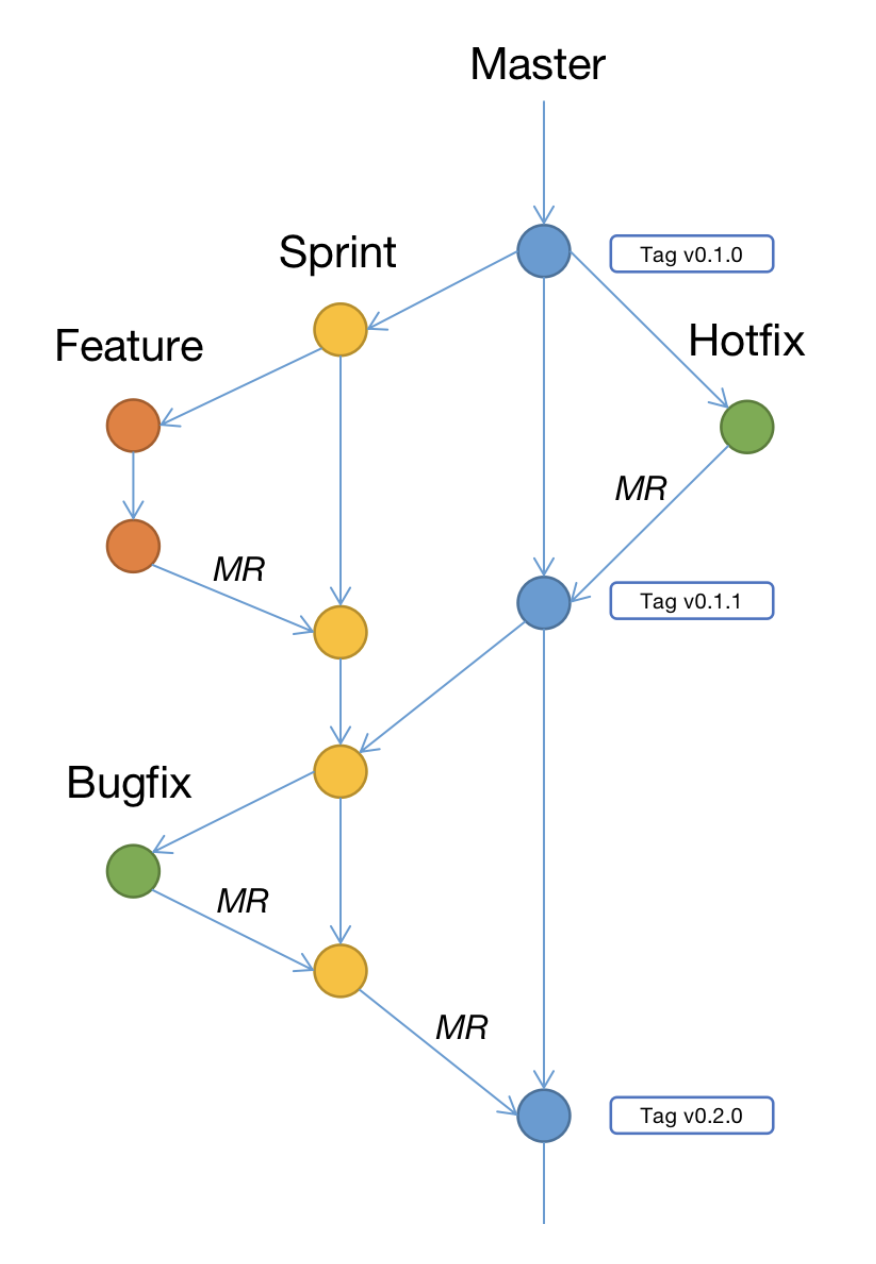 Master
Sprint
Tag v0.1.0
Feature
Hotfix
MR
MR
Tag v0.1.1
Bugfix
MR
MR
Tag v0.2.0